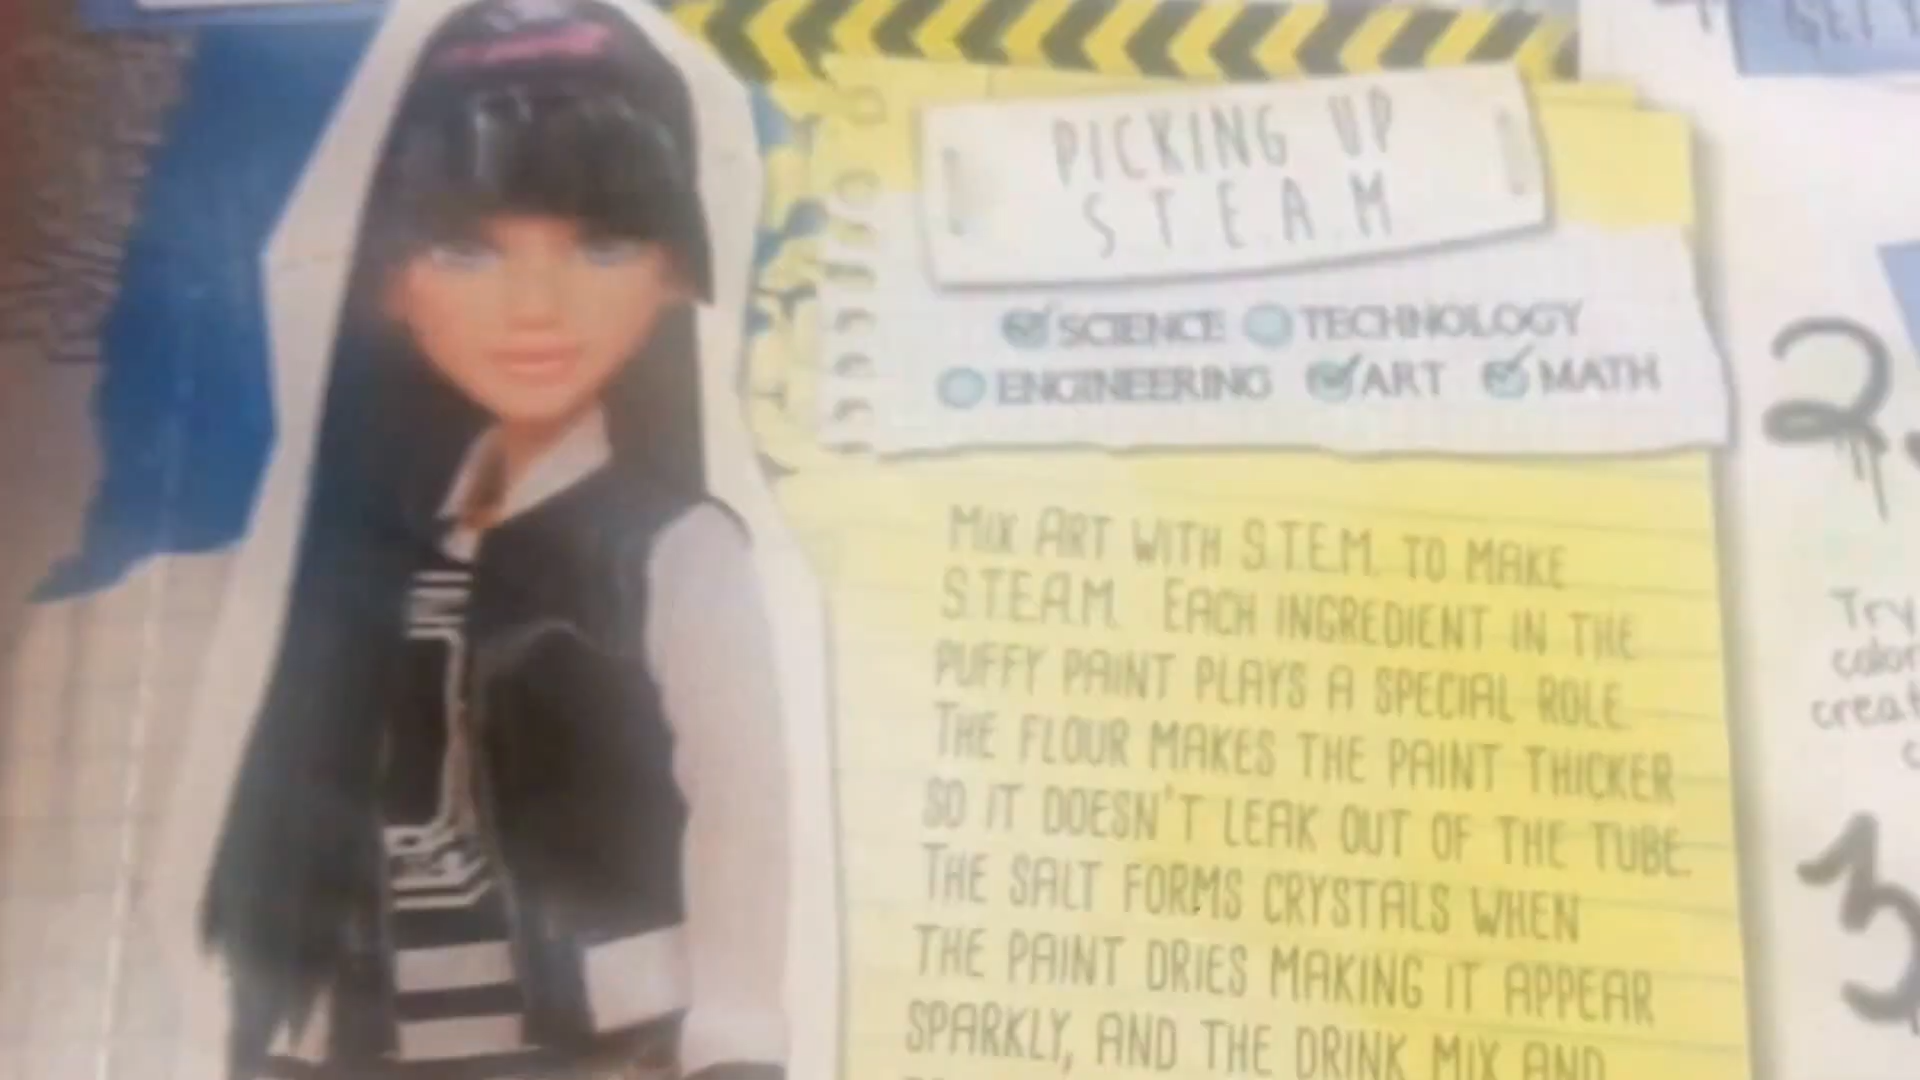 PICKING UP
S.T.E.A.M
SCIENCE TECHNOLOGY
ENGINEERING ART MATH
MIX ART WITH S.T.E.M. TO MAKE
S.T.E.A.M. EACH INGREDIENT IN THE
PUFFY PAINT PLAYS A SPECIAL ROLE.
THE FLOUR MAKES THE PAINT THICKER
SO IT DOESN'T LEAK OUT OF THE TUBE.
THE SALT FORMS CRYSTALS WHEN
THE PAINT DRIES MAKING IT APPEAR
SPARKLY, AND THE DRINK MIX AND
2.
Try
3